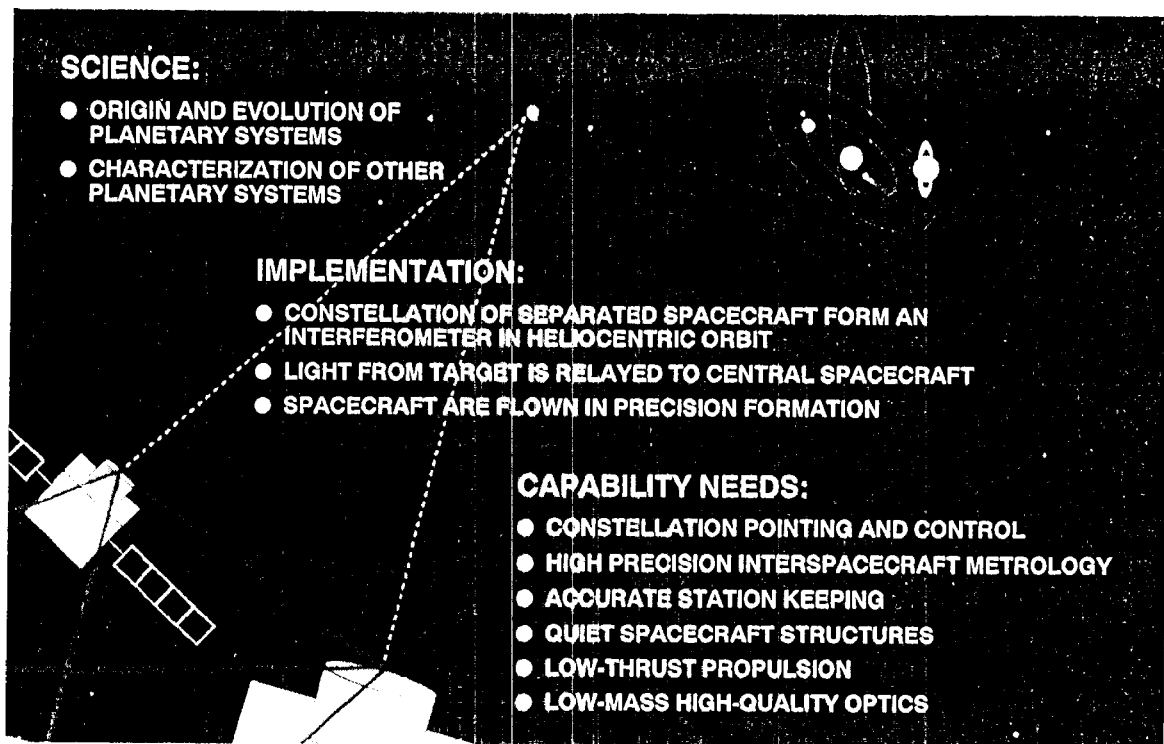 SCIENCE:
● ORIGIN AND EVOLUTION OF
PLANETARY SYSTEMS
● CHARACTERIZATION OF OTHER
PLANETARY SYSTEMS
IMPLEMENTATION:
● CONSTELLATION OF SEPARATED SPACECRAFT FORM AN
INTERFEROMETER IN HELIOCENTRIC ORBIT
● LIGHT FROM TARGET IS RELAYED TO CENTRAL SPACECRAFT
● SPACECRAFT ARE FLOWN IN PRECISION FORMATION
CAPABILITY NEEDS:
● CONSTELLATION POINTING AND CONTROL
● HIGH PRECISION INTERSPACECRAFT METROLOGY
● ACCURATE STATION KEEPING
● QUIET SPACECRAFT STRUCTURES
● LOW-THRUST PROPULSION
● LOW-MASS HIGH-QUALITY OPTICS